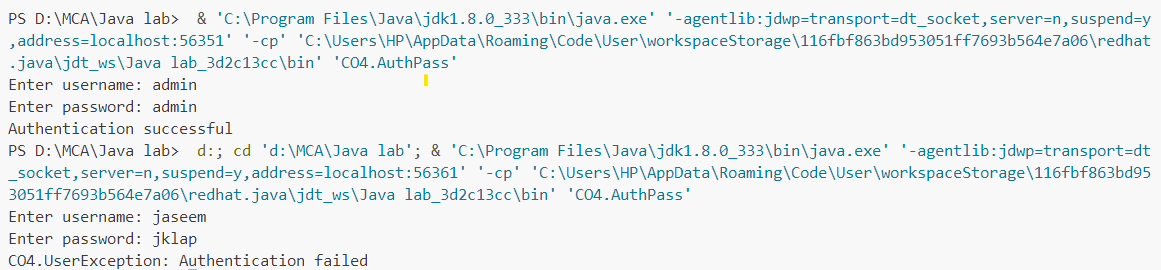 PS D:\MCA\Java lab>  & 'C:\Program Files\Java\jdk1.8.0_333\bin\java.exe' '-agentlib:jdwp=transport=dt_socket,server=n,suspend=y
,address=localhost:56351' '-cp' 'C:\Users\HP\AppData\Roaming\Code\User\workspaceStorage\116fbf863bd953051ff7693b564e7a06\redhat
.java\jdt_ws\Java lab_3d2c13cc\bin' 'CO4.AuthPass'
Enter username: admin
Enter password: admin
Authentication successful
PS D:\MCA\Java lab>  d:; cd 'd:\MCA\Java lab'; & 'C:\Program Files\Java\jdk1.8.0_333\bin\java.exe' '-agentlib:jdwp=transport=dt
_socket,server=n,suspend=y,address=localhost:56361' '-cp' 'C:\Users\HP\AppData\Roaming\Code\User\workspaceStorage\116fbf863bd95
3051ff7693b564e7a06\redhat.java\jdt_ws\Java lab_3d2c13cc\bin' 'CO4.AuthPass'
Enter username: jaseem
Enter password: jklap
CO4.UserException: Authentication failed